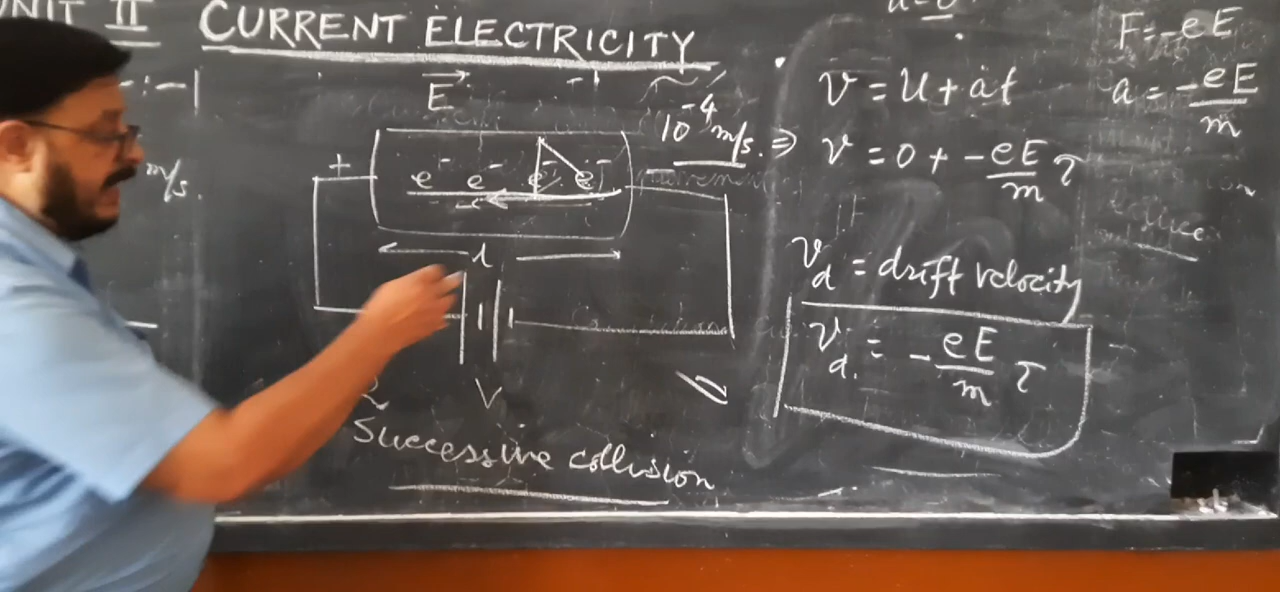 UNIT II CURRENT ELECTRICITY
E
+
e⁻ e⁻ e⁻ e⁻
l
V
10⁻⁴ m/s.
m/s.
Successive collision
F = -eE
a = -eE/m
v = u + at
⇒ v = 0 + -eE/m τ
v_d = drift velocity
v_d. = -eE/m τ